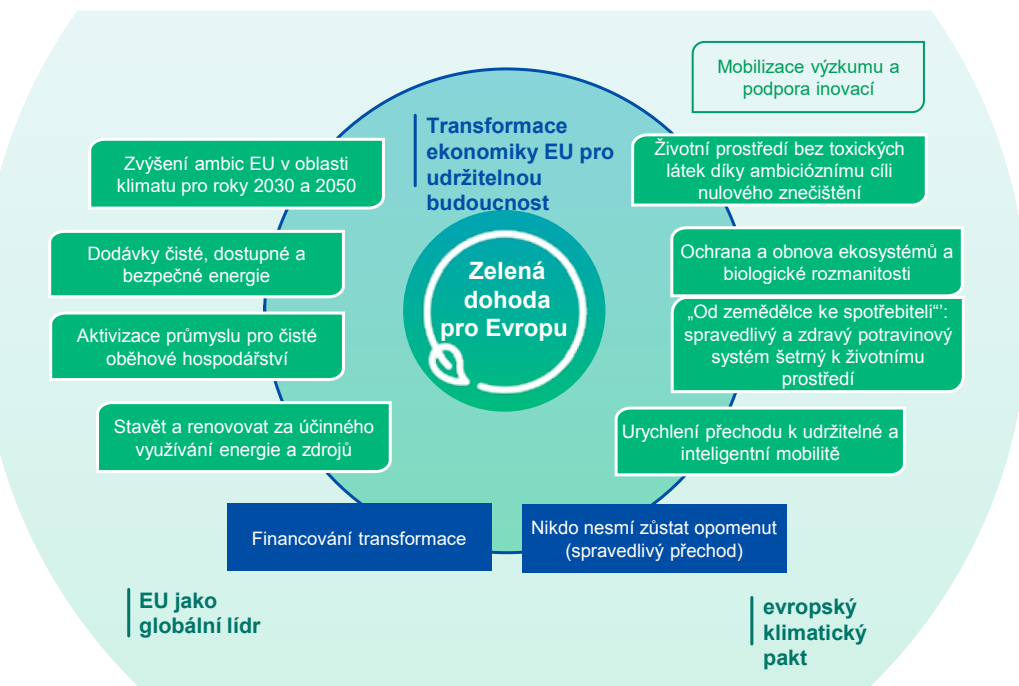 Mobilizace výzkumu a
podpora inovací
Transformace
ekonomiky EU pro
udržitelnou
budoucnost
Zvýšení ambic EU v oblasti
klimatu pro roky 2030 a 2050
Životní prostředí bez toxických
látek díky ambicióznímu cíli
nulového znečištění
Dodávky čisté, dostupné a
bezpečné energie
Ochrana a obnova ekosystémů a
biologické rozmanitosti
Zelená
dohoda
pro Evropu
Aktivizace průmyslu pro čisté
oběhové hospodářství
„Od zemědělce ke spotřebiteli“’:
spravedlivý a zdravý potravinový
systém šetrný k životnímu
prostředí
Stavět a renovovat za účinného
využívání energie a zdrojů
Urychlení přechodu k udržitelné a
inteligentní mobilitě
Financování transformace
Nikdo nesmí zůstat opomenut
(spravedlivý přechod)
EU jako
globální lídr
evropský
klimatický
pakt